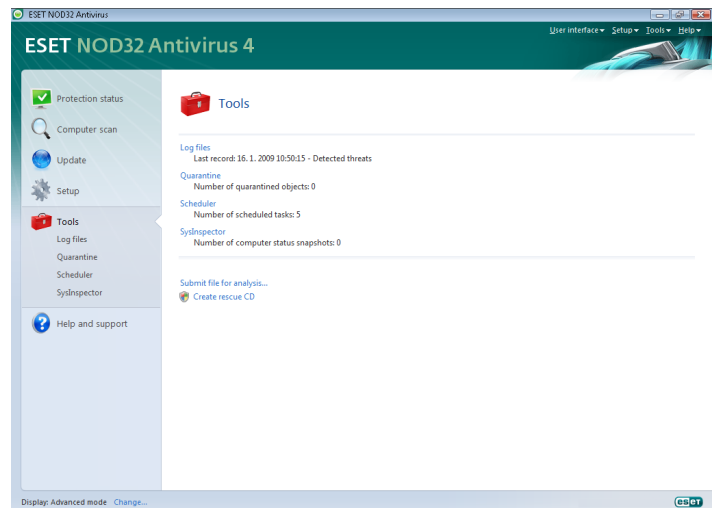 ESET NOD32 Antivirus
User interface Setup Tools Help
ESET NOD32 Antivirus 4
Protection status
Computer scan
Update
Setup
Tools
Log files
Quarantine
Scheduler
SysInspector
Help and support
Tools
Log files
Last record: 16. 1. 2009 10:50:15 - Detected threats
Quarantine
Number of quarantined objects: 0
Scheduler
Number of scheduled tasks: 5
SysInspector
Number of computer status snapshots: 0
Submit file for analysis...
Create rescue CD
Display: Advanced mode Change...
eset